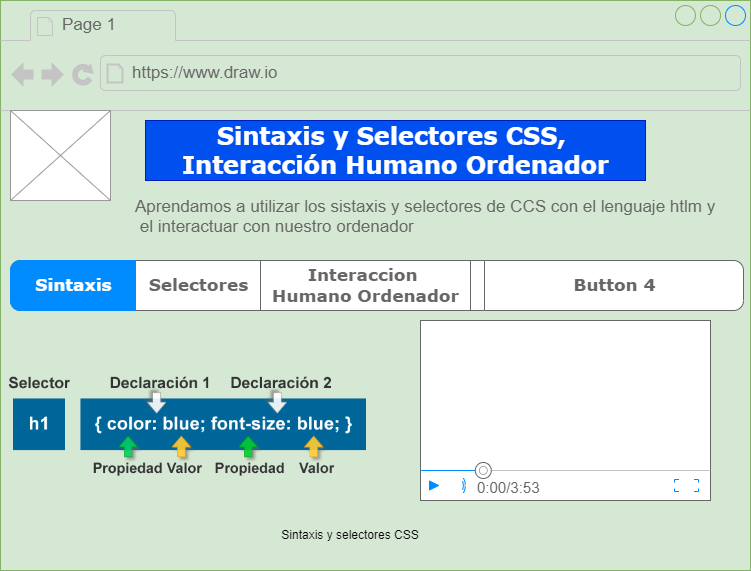 Page 1
https://www.draw.io
Sintaxis y Selectores CSS,
Interacción Humano Ordenador
Aprendamos a utilizar los sistaxis y selectores de CCS con el lenguaje htlm y
el interactuar con nuestro ordenador
Sintaxis
Selectores
Interaccion
Humano Ordenador
Button 4
Selector
Declaración 1
Declaración 2
h1
{ color: blue; font-size: blue; }
Propiedad
Valor
Propiedad
Valor
0:00/3:53
Sintaxis y selectores CSS